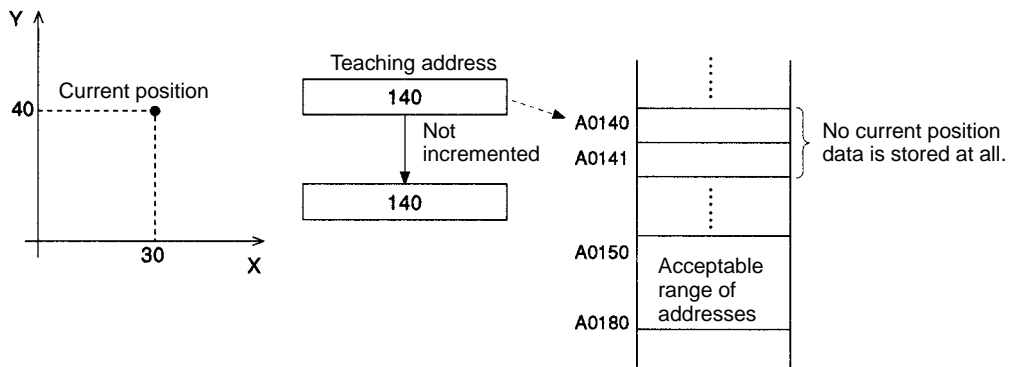 Y
Current position
40
30
X
Teaching address
140
Not
incremented
140
A0140
A0141
No current position
data is stored at all.
A0150
Acceptable
range of
addresses
A0180